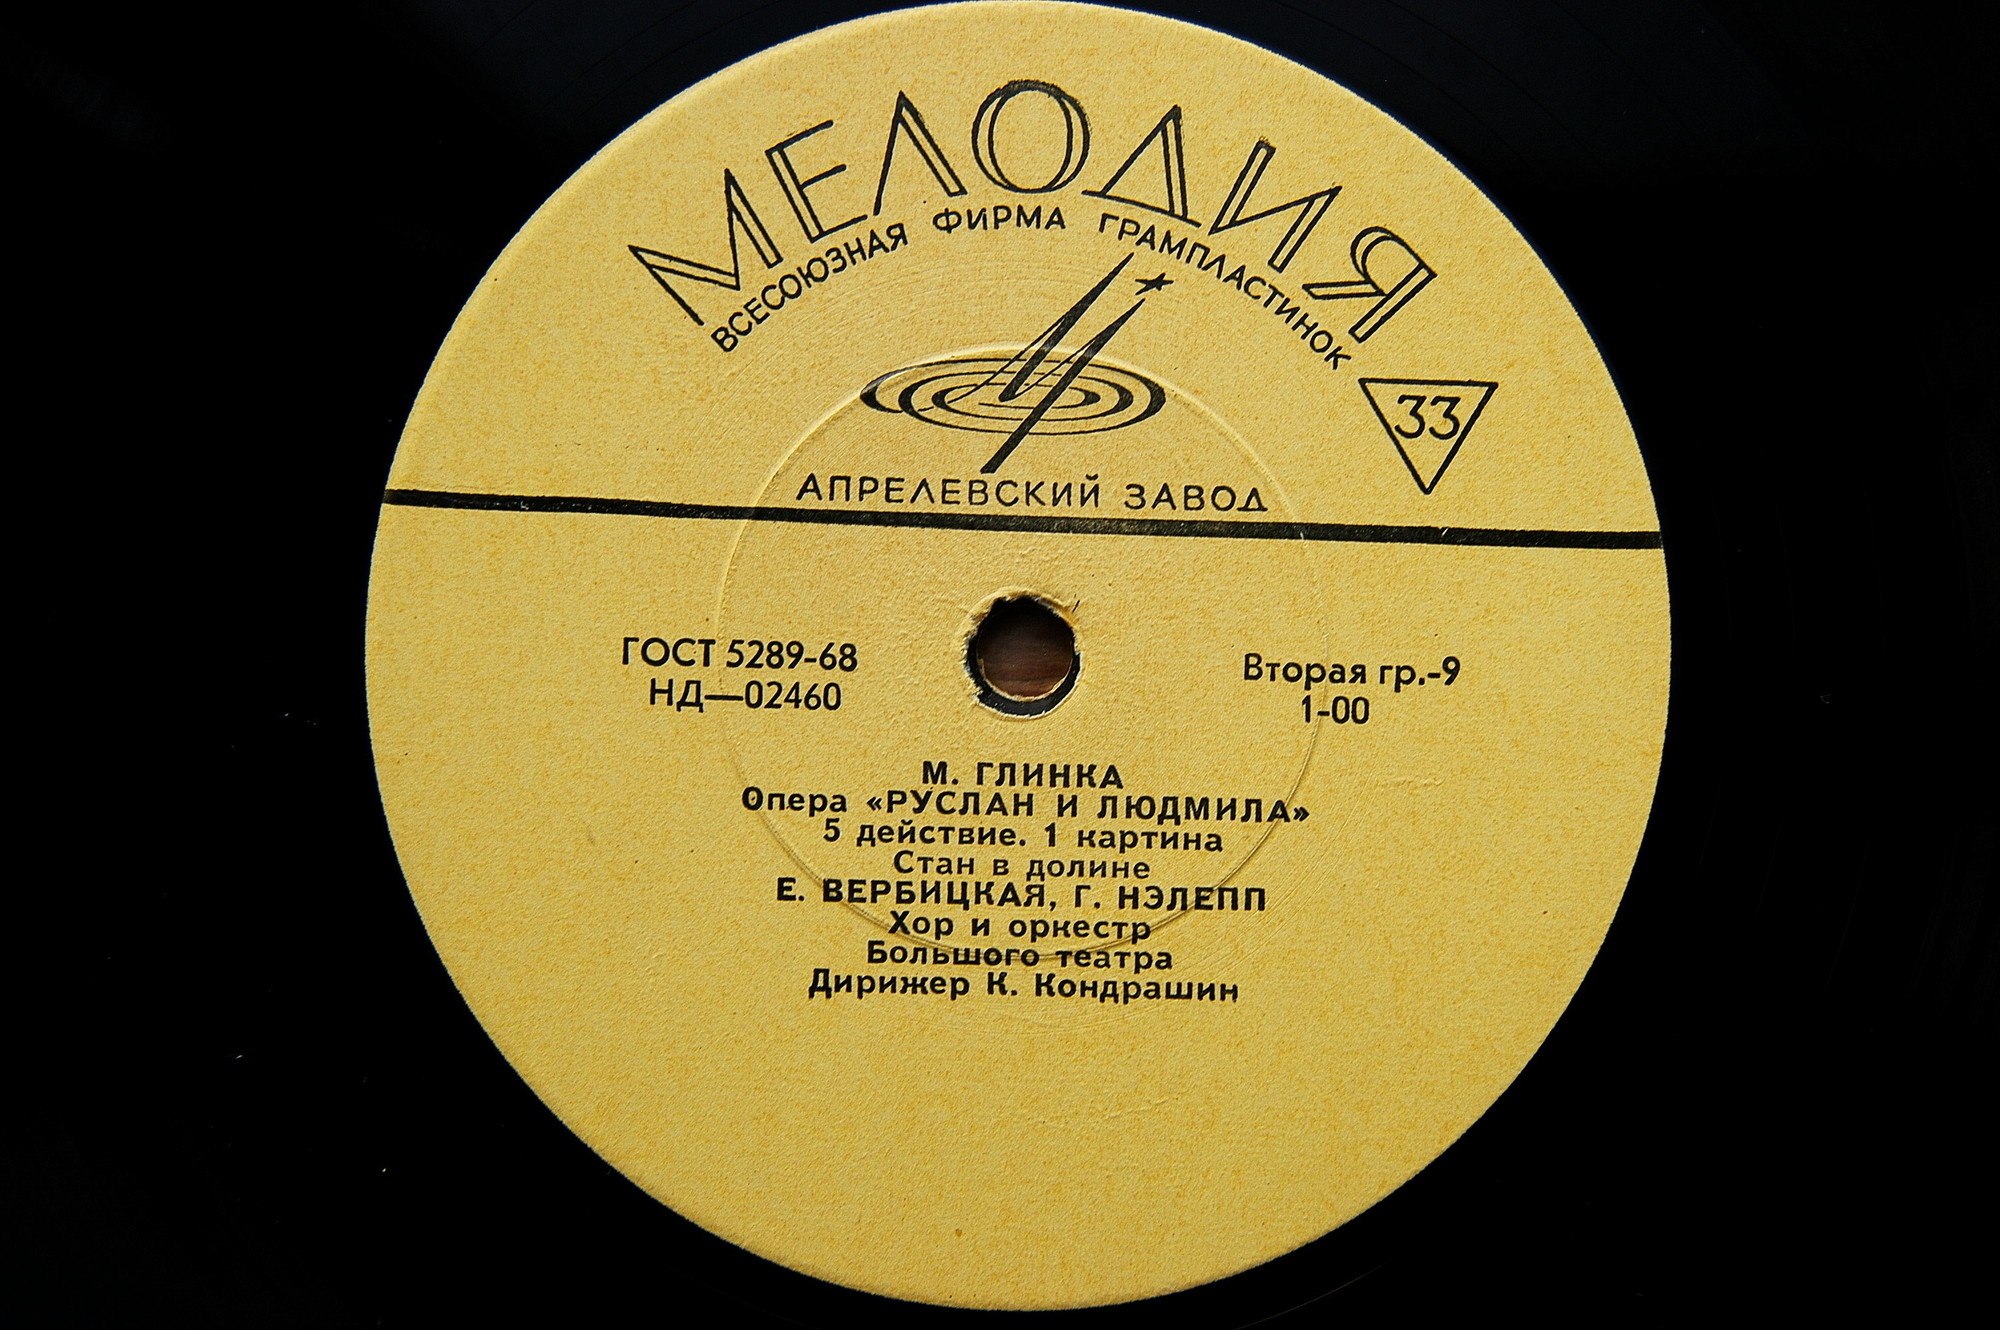 МЕЛОДИЯ
ВСЕСОЮЗНАЯ ФИРМА ГРАМПЛАСТИНОК
33
АПРЕЛЕВСКИЙ ЗАВОД
ГОСТ 5289-68
НД—02460
Вторая гр.-9
1-00
М. ГЛИНКА
Опера «РУСЛАН И ЛЮДМИЛА»
5 действие. 1 картина
Стан в долине
Е. ВЕРБИЦКАЯ, Г. НЭЛЕПП
Хор и оркестр
Большого театра
Дирижер К. Кондрашин